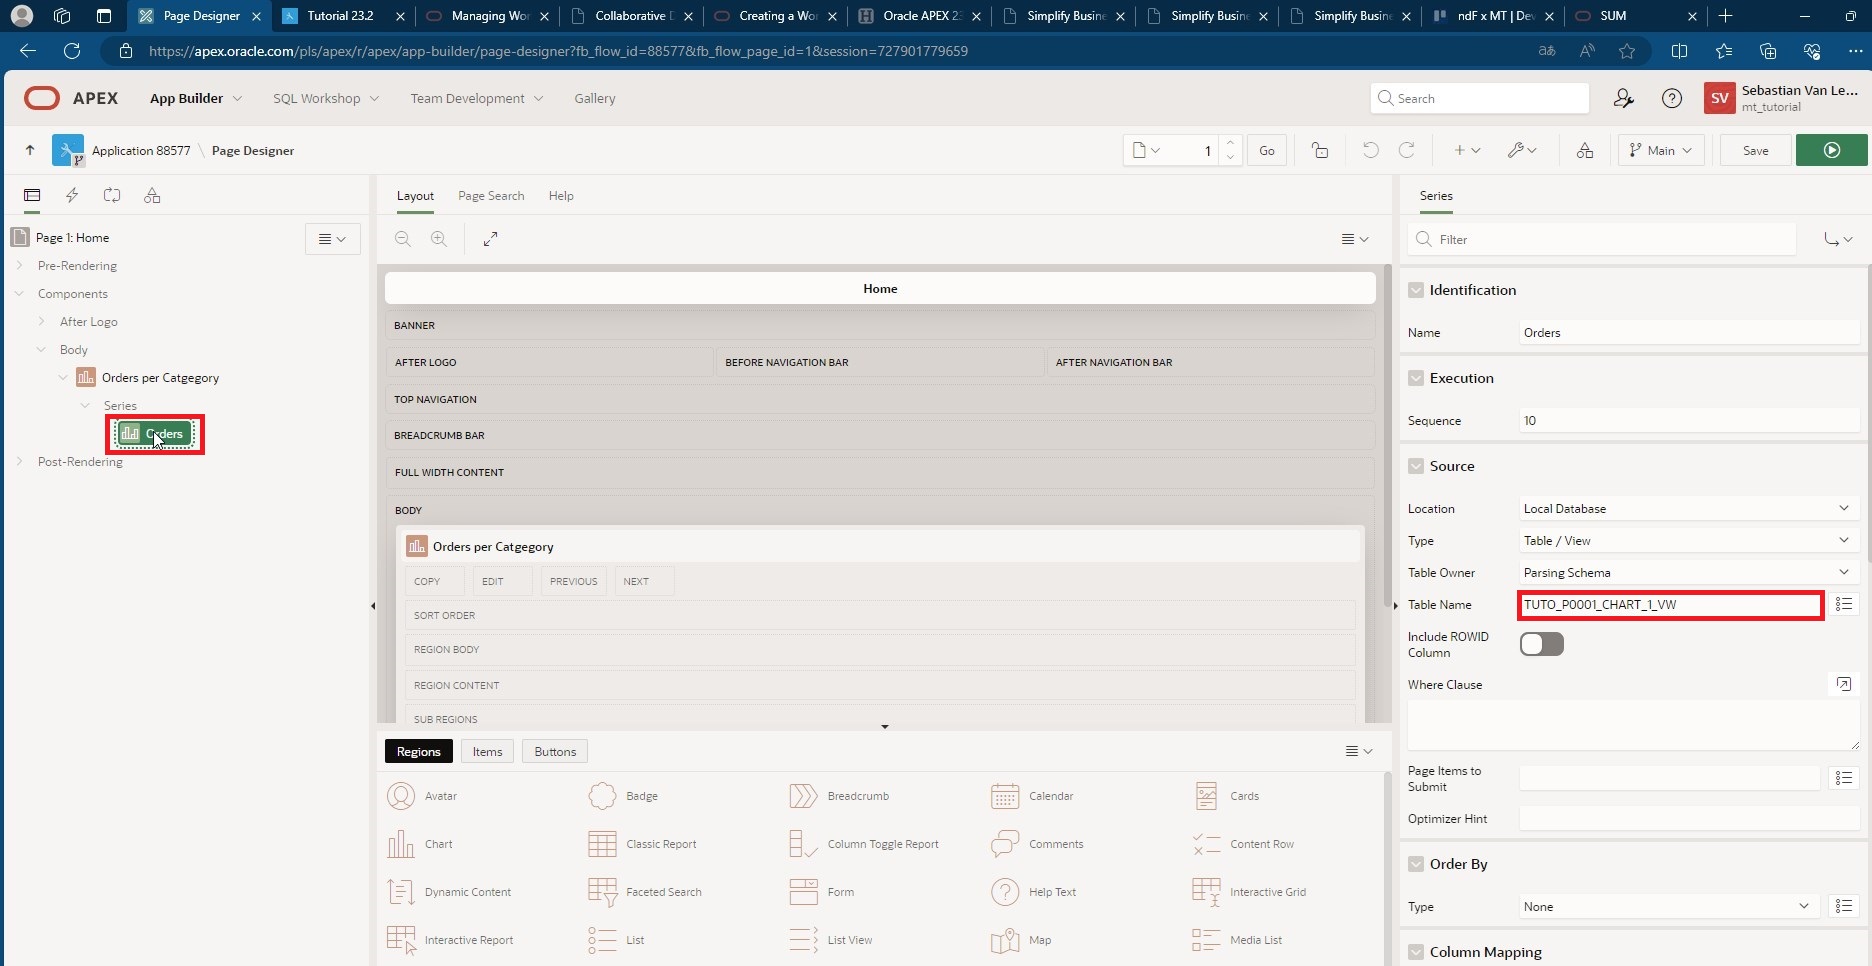 Page Designer
Tutorial 23.2
Managing Wor
Collaborative D
Creating a Wo
Oracle APEX 23
Simplify Busine
Simplify Busine
Simplify Busine
ndF x MT | Dev
SUM
https://apex.oracle.com/pls/apex/r/apex/app-builder/page-designer?fb_flow_id=88577&fb_flow_page_id=1&session=727901779659
APEX App Builder SQL Workshop Team Development Gallery Search SV Sebastian Van Le...
mt_tutorial
Application 88577 \ Page Designer 1 Go Main Save
Layout Page Search Help Series
Page 1: Home
Pre-Rendering
Components
After Logo
Body
Orders per Catgegory
Series
Orders
Post-Rendering
Home
BANNER
AFTER LOGO BEFORE NAVIGATION BAR AFTER NAVIGATION BAR
TOP NAVIGATION
BREADCRUMB BAR
FULL WIDTH CONTENT
BODY
Orders per Catgegory
COPY EDIT PREVIOUS NEXT
SORT ORDER
REGION BODY
REGION CONTENT
SUB REGIONS
Regions Items Buttons
Avatar Badge Breadcrumb Calendar Cards
Chart Classic Report Column Toggle Report Comments Content Row
Dynamic Content Faceted Search Form Help Text Interactive Grid
Interactive Report List List View Map Media List
Filter
Identification
Name Orders
Execution
Sequence 10
Source
Location Local Database
Type Table / View
Table Owner Parsing Schema
Table Name TUTO_P0001_CHART_1_VW
Include ROWID
Column
Where Clause
Page Items to
Submit
Optimizer Hint
Order By
Type None
Column Mapping